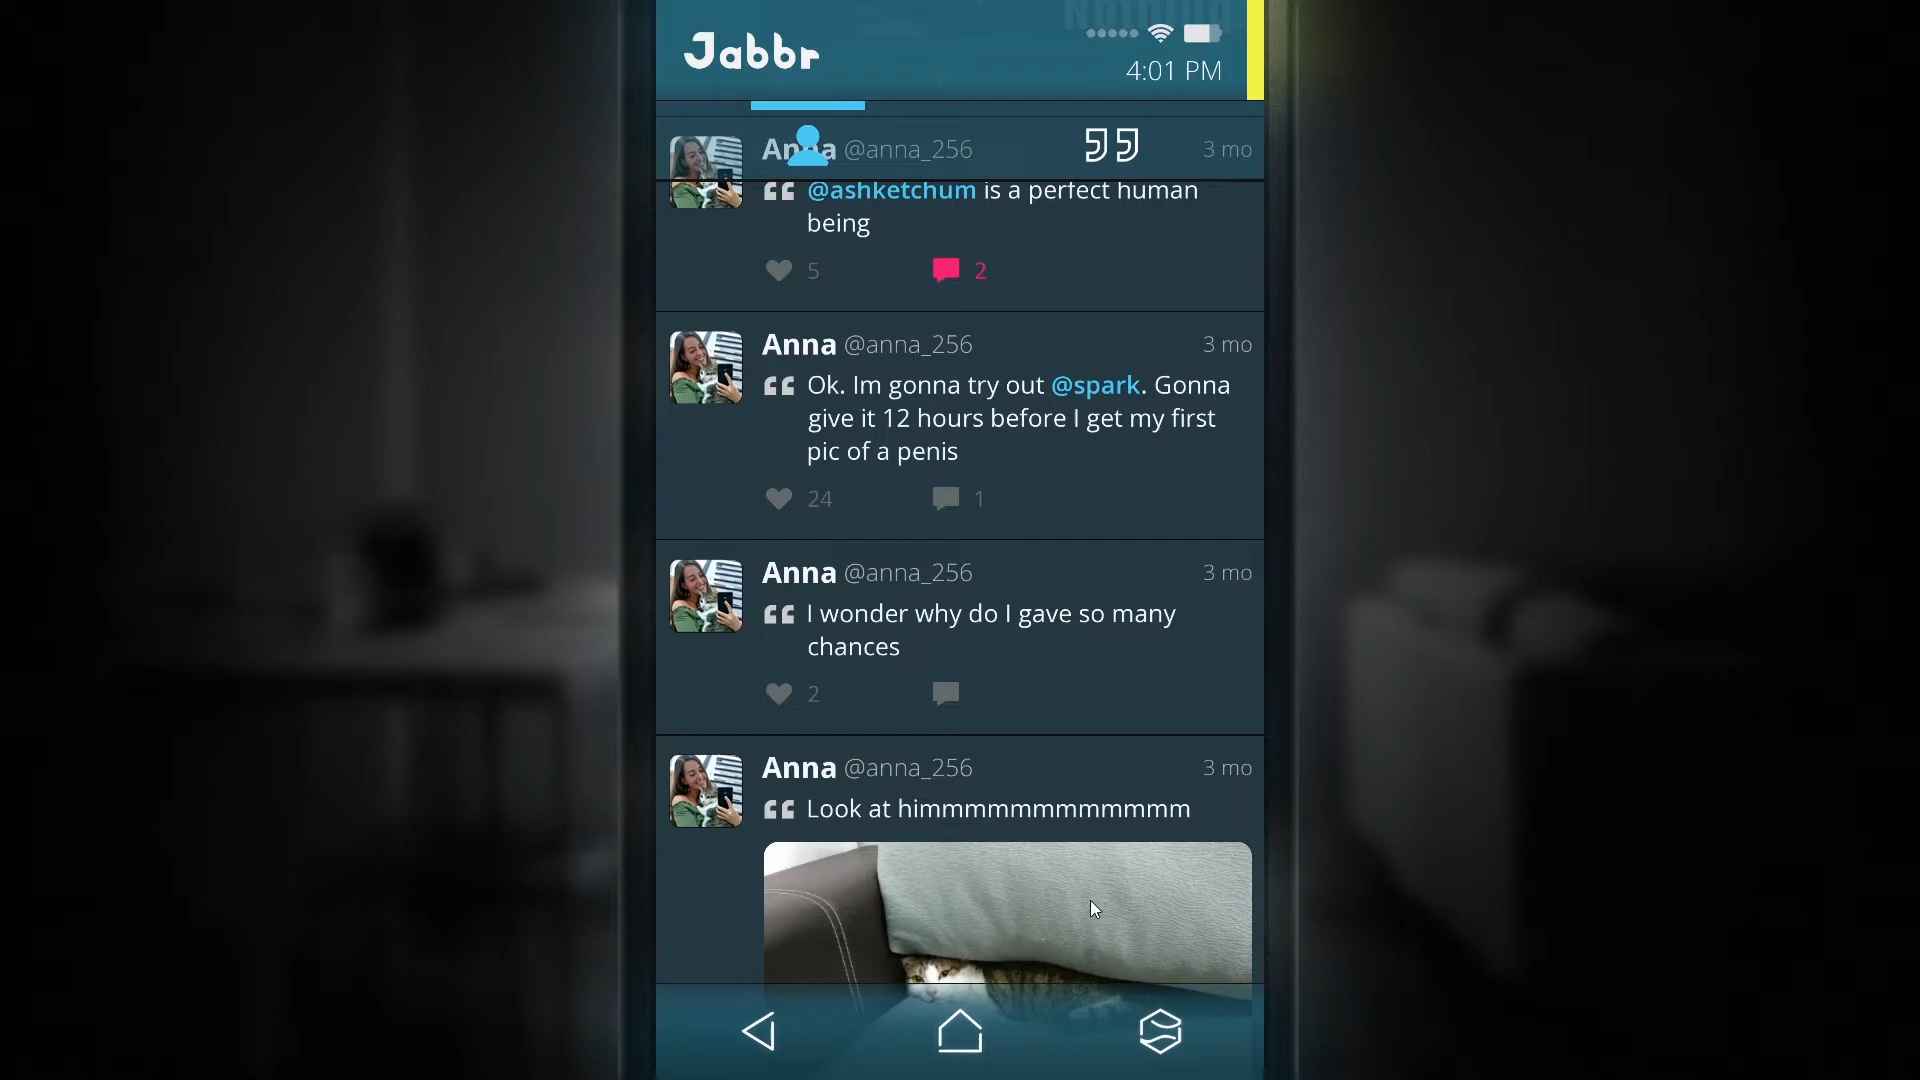 Jabbr
4:01 PM
Anna @anna_256 3 mo
@ashketchum is a perfect human
being
5 2
Anna @anna_256 3 mo
Ok. Im gonna try out @spark. Gonna
give it 12 hours before I get my first
pic of a penis
24 1
Anna @anna_256 3 mo
I wonder why do I gave so many
chances
2
Anna @anna_256 3 mo
Look at himmmmmmmmmmmm